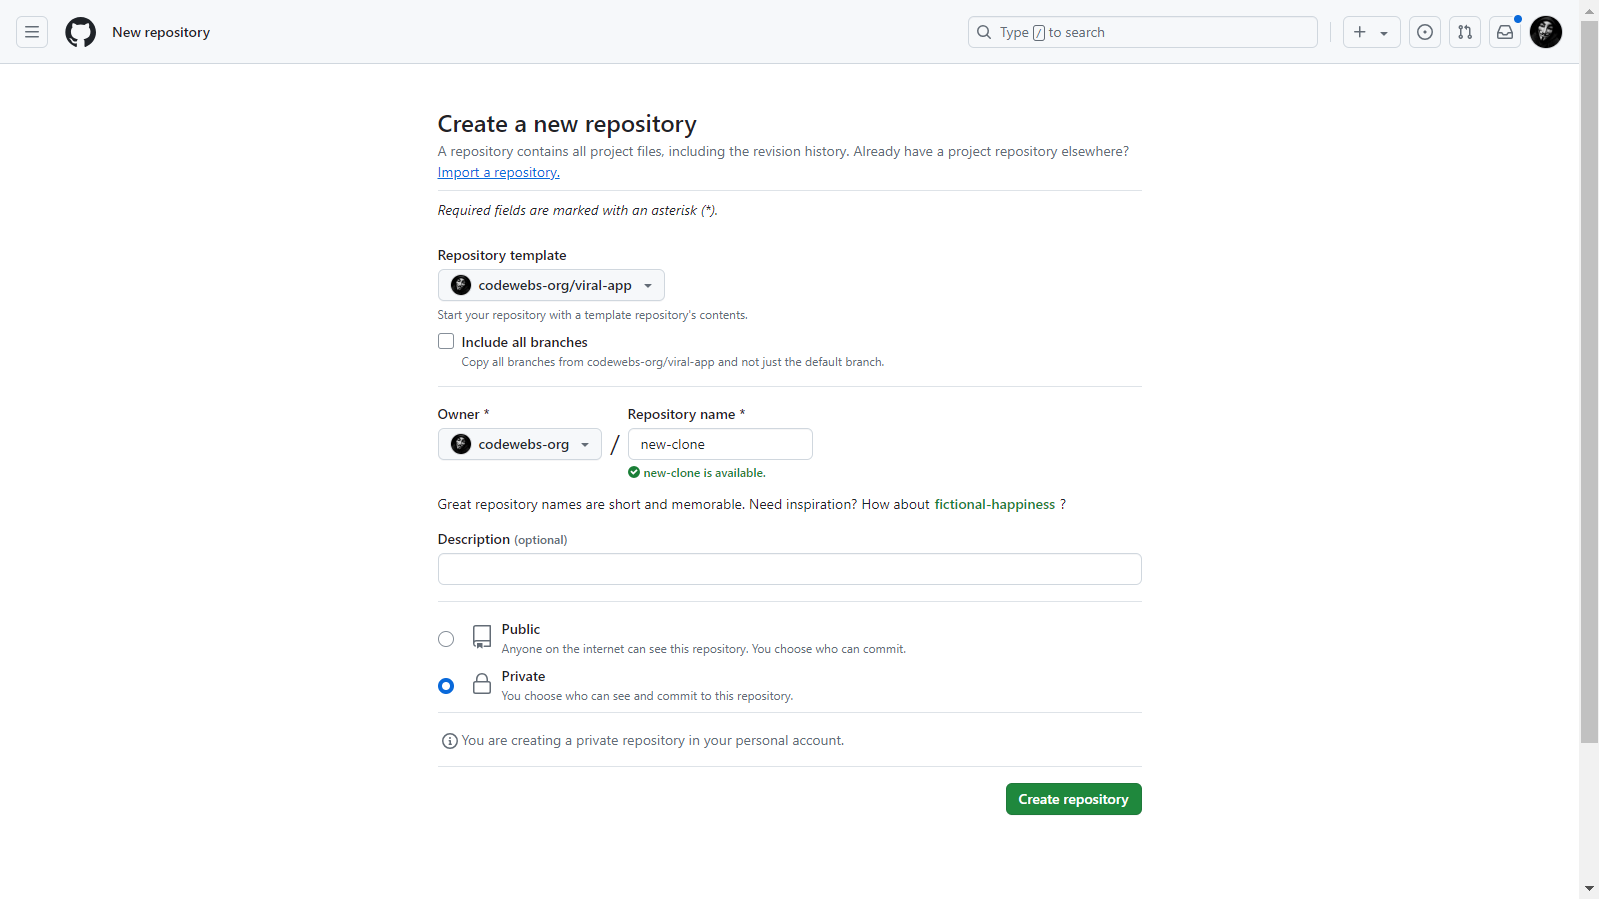 New repository
Type / to search
Create a new repository
A repository contains all project files, including the revision history. Already have a project repository elsewhere?
Import a repository.
Required fields are marked with an asterisk (*).
Repository template
codewebs-org/viral-app
Start your repository with a template repository's contents.
Include all branches
Copy all branches from codewebs-org/viral-app and not just the default branch.
Owner * Repository name *
codewebs-org / new-clone
new-clone is available.
Great repository names are short and memorable. Need inspiration? How about fictional-happiness ?
Description (optional)
Public
Anyone on the internet can see this repository. You choose who can commit.
Private
You choose who can see and commit to this repository.
You are creating a private repository in your personal account.
Create repository